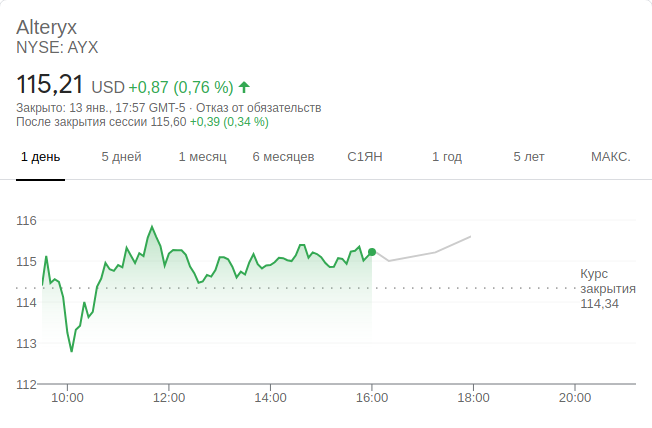 Alteryx
NYSE: AYX
115,21 USD +0,87 (0,76 %)
Закрыто: 13 янв., 17:57 GMT-5 · Отказ от обязательств
После закрытия сессии 115,60 +0,39 (0,34 %)
1 день 5 дней 1 месяц 6 месяцев С1ЯН 1 год 5 лет МАКС.
116
115
Курс
закрытия
114,34
114
113
112
10:00 12:00 14:00 16:00 18:00 20:00